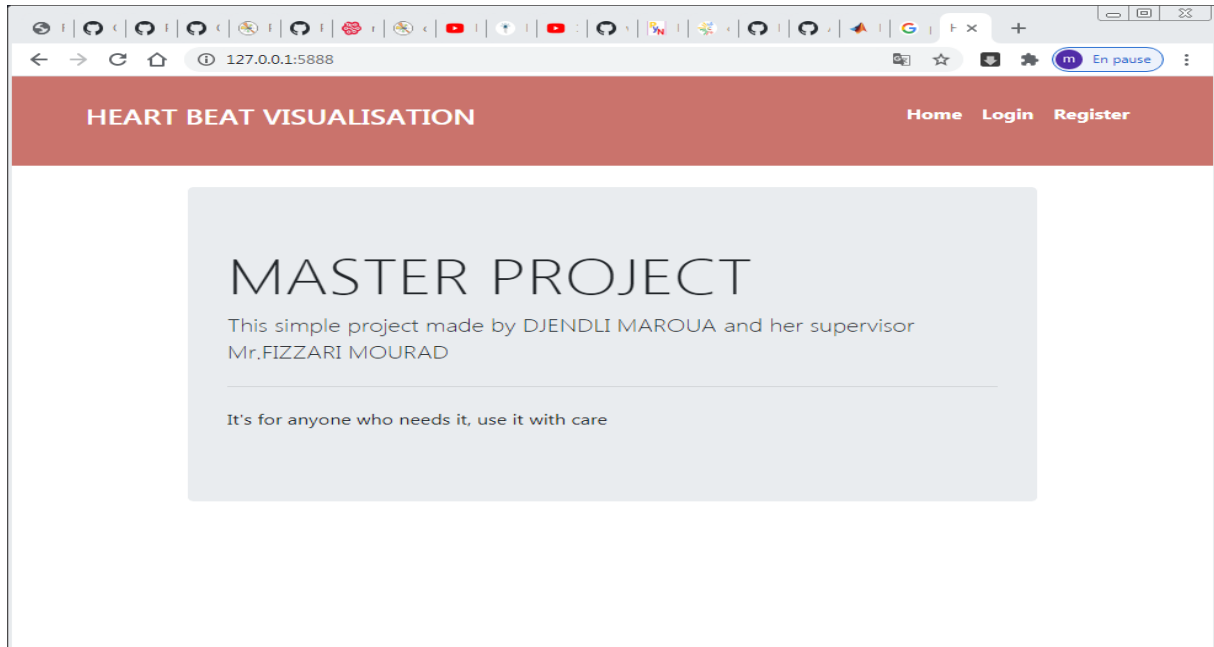 127.0.0.1:5888
En pause
HEART BEAT VISUALISATION
Home Login Register
MASTER PROJECT
This simple project made by DJENDLI MAROUA and her supervisor
Mr.FIZZARI MOURAD
It's for anyone who needs it, use it with care